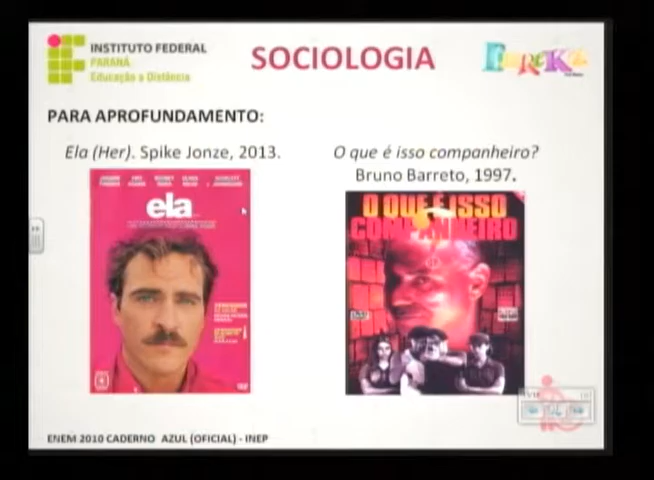 INSTITUTO FEDERAL
PARANÁ
Educação a Distância
SOCIOLOGIA
EUREKA
PARA APROFUNDAMENTO:
Ela (Her). Spike Jonze, 2013.
O que é isso companheiro?
Bruno Barreto, 1997.
ela
O QUE É ISSO
COMPANHEIRO
ENEM 2010 CADERNO AZUL (OFICIAL) - INEP